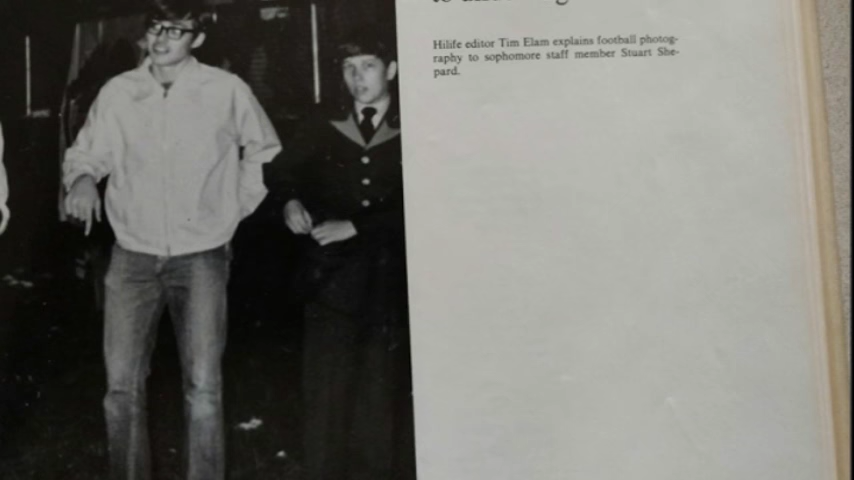 Hilife editor Tim Elam explains football photog-
raphy to sophomore staff member Stuart She-
pard.